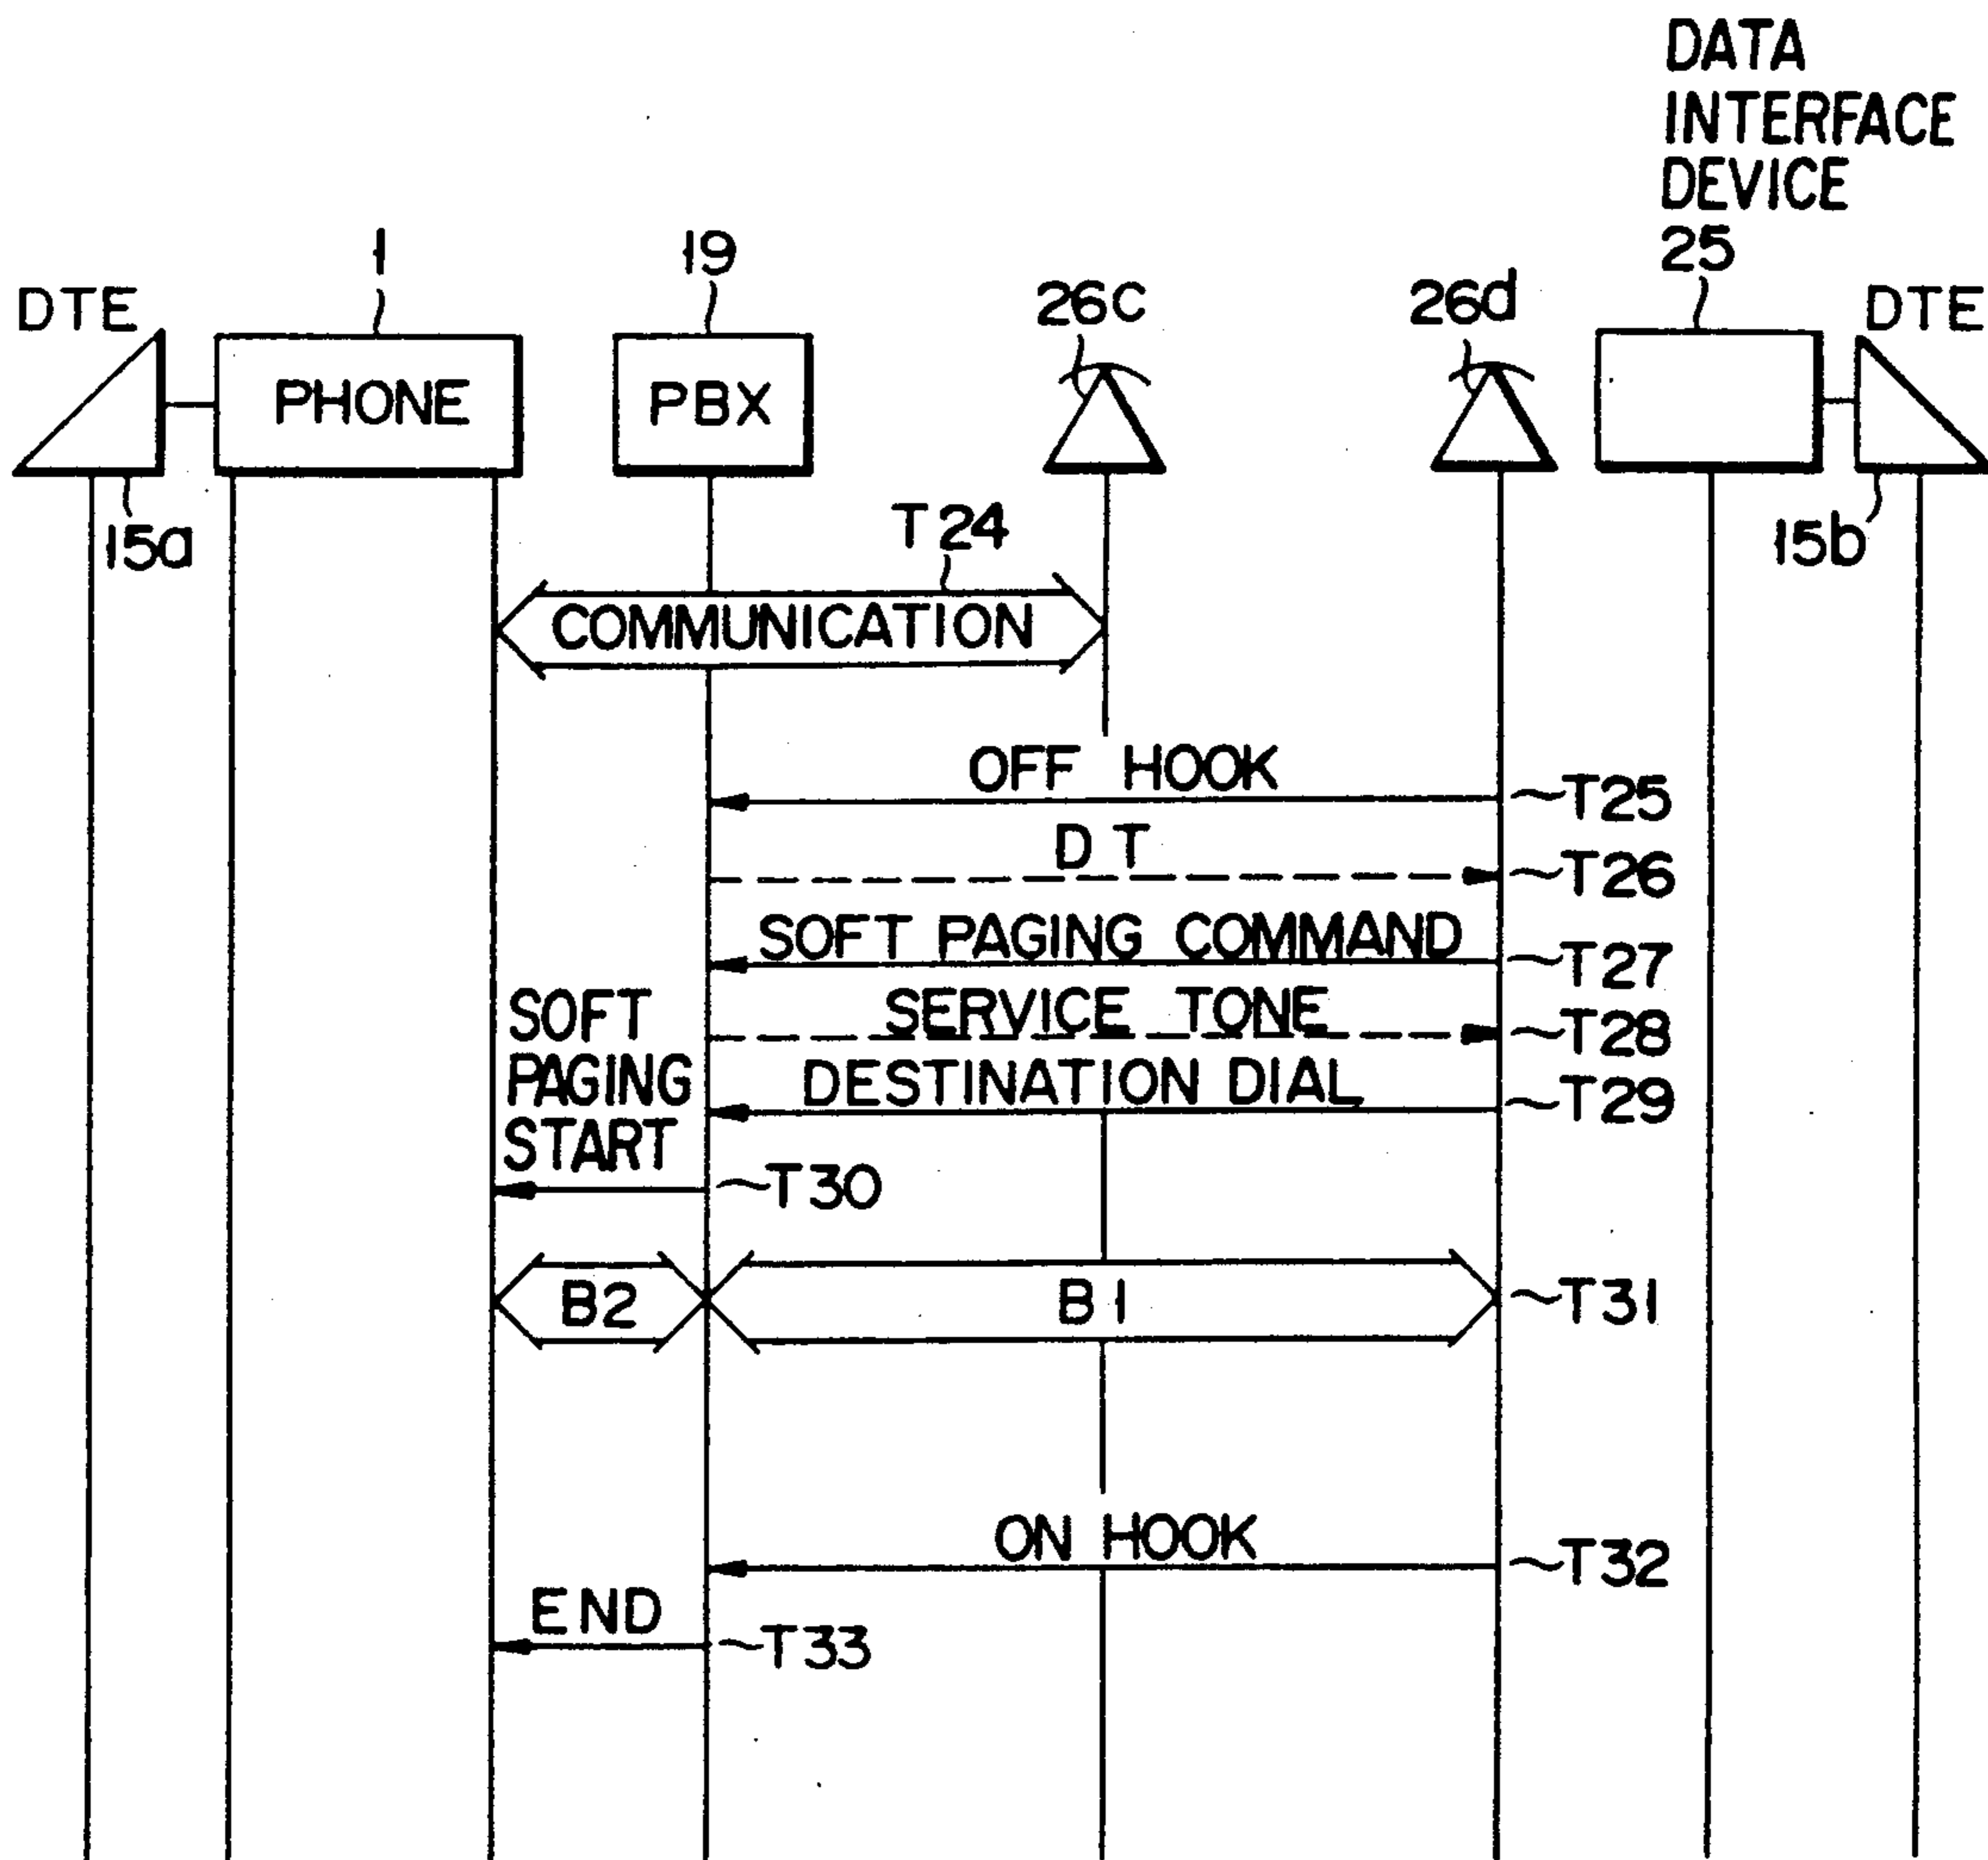 DATA
INTERFACE
DEVICE
25
1
19
26c
26d
DTE
DTE
PHONE
PBX
15a
15b
T24
COMMUNICATION
OFF HOOK
T25
DT
T26
SOFT PAGING COMMAND
T27
SERVICE TONE
T28
SOFT
PAGING
START
DESTINATION DIAL
T29
T30
B2
B1
T31
ON HOOK
T32
END
T33